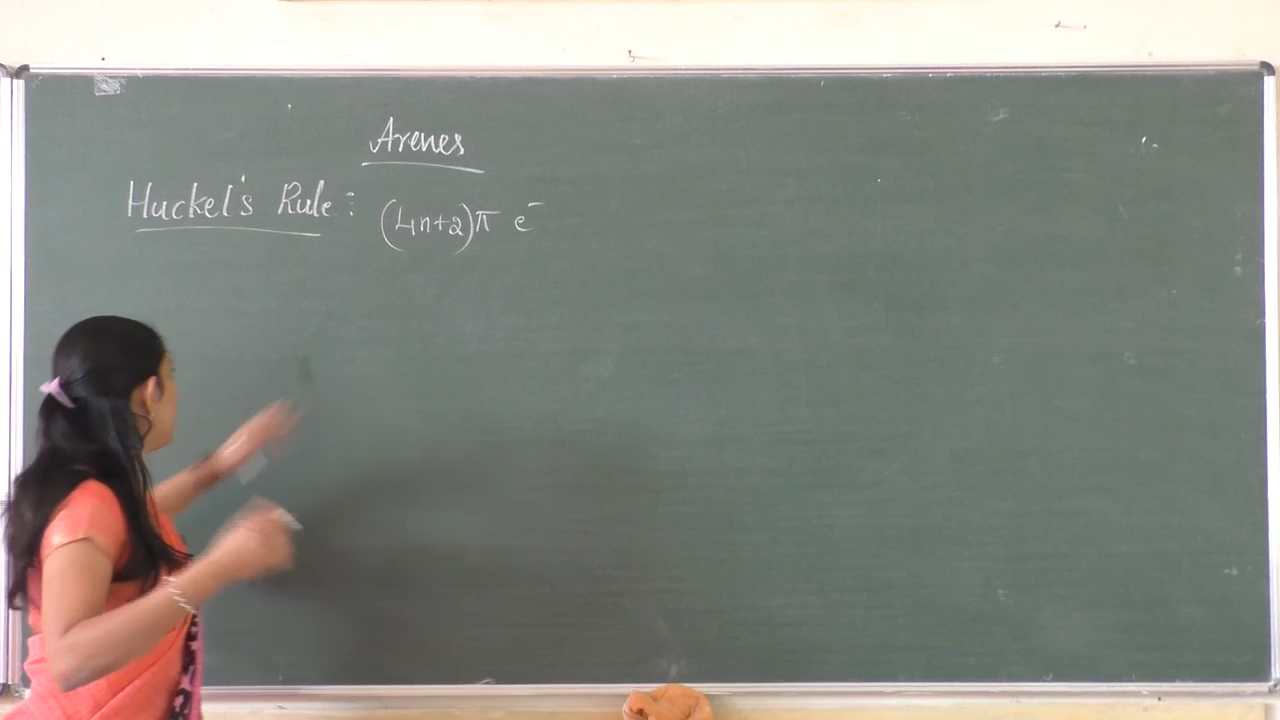 Arenes
Huckel's Rule : (4n+2)π e⁻